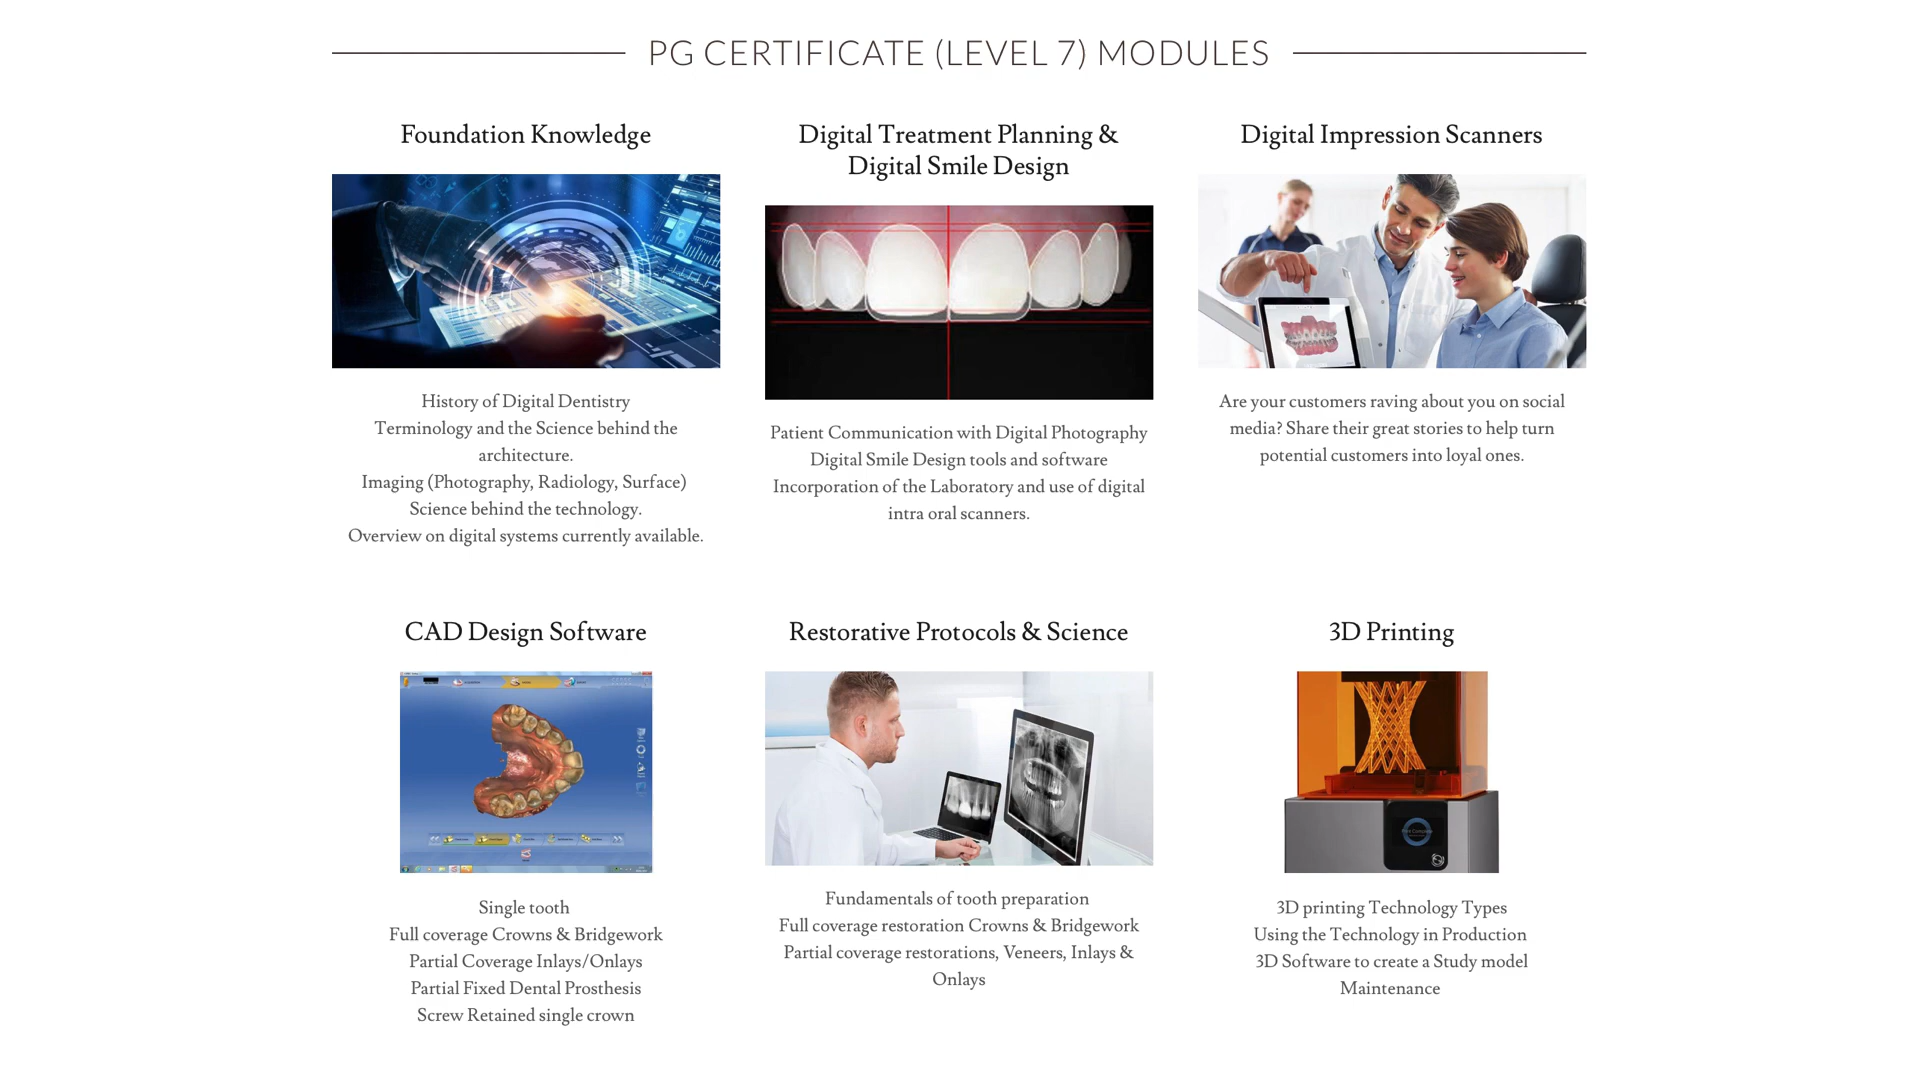 PG CERTIFICATE (LEVEL 7) MODULES
Foundation Knowledge
History of Digital Dentistry
Terminology and the Science behind the
architecture.
Imaging (Photography, Radiology, Surface)
Science behind the technology.
Overview on digital systems currently available.
Digital Treatment Planning &
Digital Smile Design
Patient Communication with Digital Photography
Digital Smile Design tools and software
Incorporation of the Laboratory and use of digital
intra oral scanners.
Digital Impression Scanners
Are your customers raving about you on social
media? Share their great stories to help turn
potential customers into loyal ones.
CAD Design Software
Single tooth
Full coverage Crowns & Bridgework
Partial Coverage Inlays/Onlays
Partial Fixed Dental Prosthesis
Screw Retained single crown
Restorative Protocols & Science
Fundamentals of tooth preparation
Full coverage restoration Crowns & Bridgework
Partial coverage restorations, Veneers, Inlays &
Onlays
3D Printing
3D printing Technology Types
Using the Technology in Production
3D Software to create a Study model
Maintenance